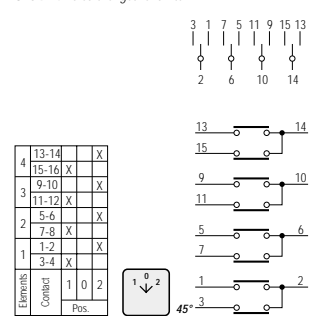 3 1 7 5 11 9 15 13
2 6 10 14
13 14
15
9 10
11
5 6
7
1 2
3
45°
1 0 2
4 13-14 X
15-16 X
3 9-10 X
11-12 X
2 5-6 X
7-8 X
1 1-2 X
3-4 X
Elements Contact 1 0 2
Pos.